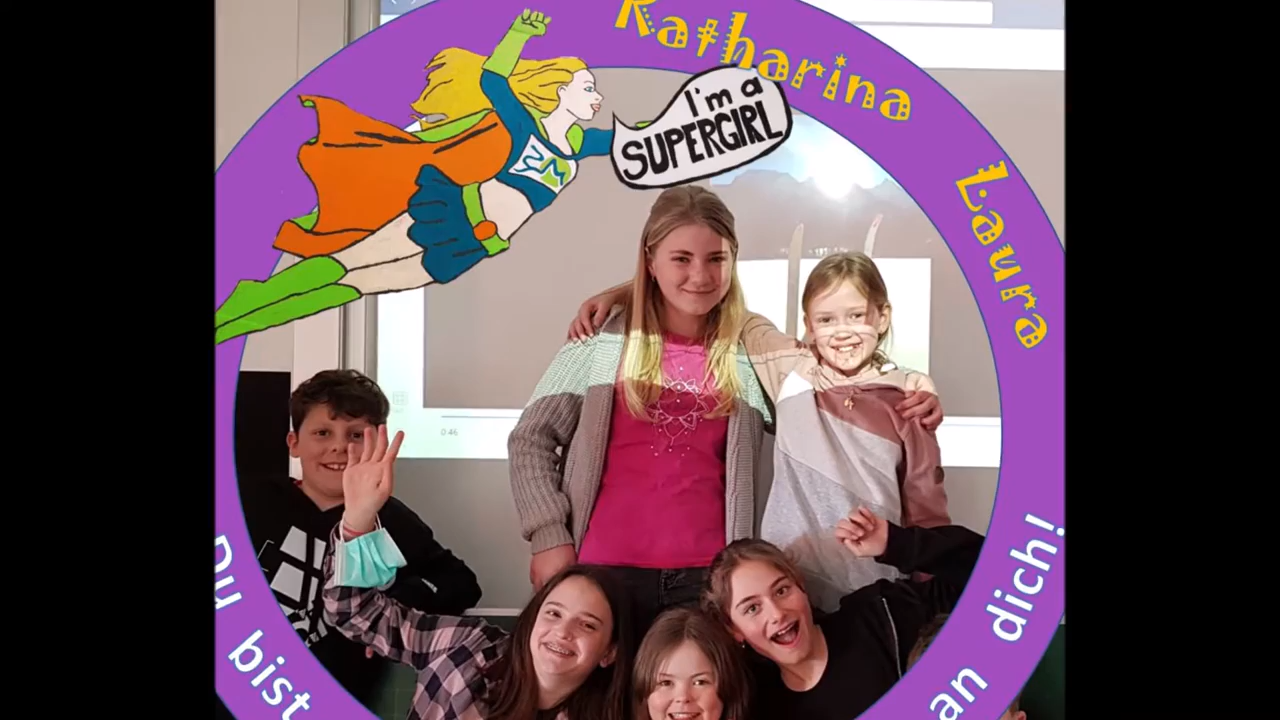 Katharina
I'm a
SUPERGIRL
Laura
0:46
Du bist
an dich!